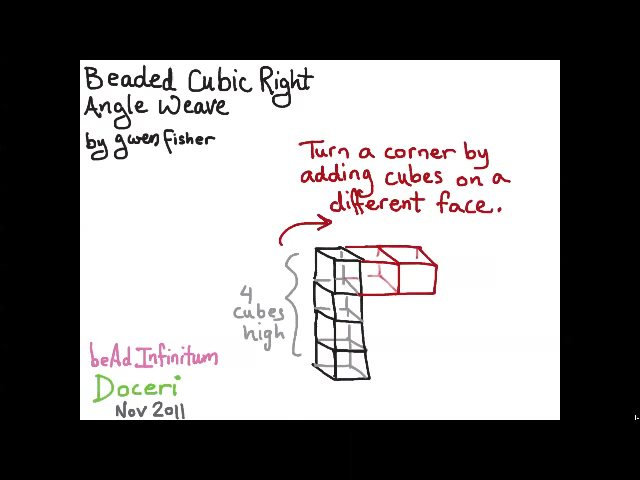 Beaded Cubic Right
Angle Weave
by gwen fisher
Turn a corner by
adding cubes on a
different face.
4
cubes
high
beAd Infinitum
Doceri
Nov 2011